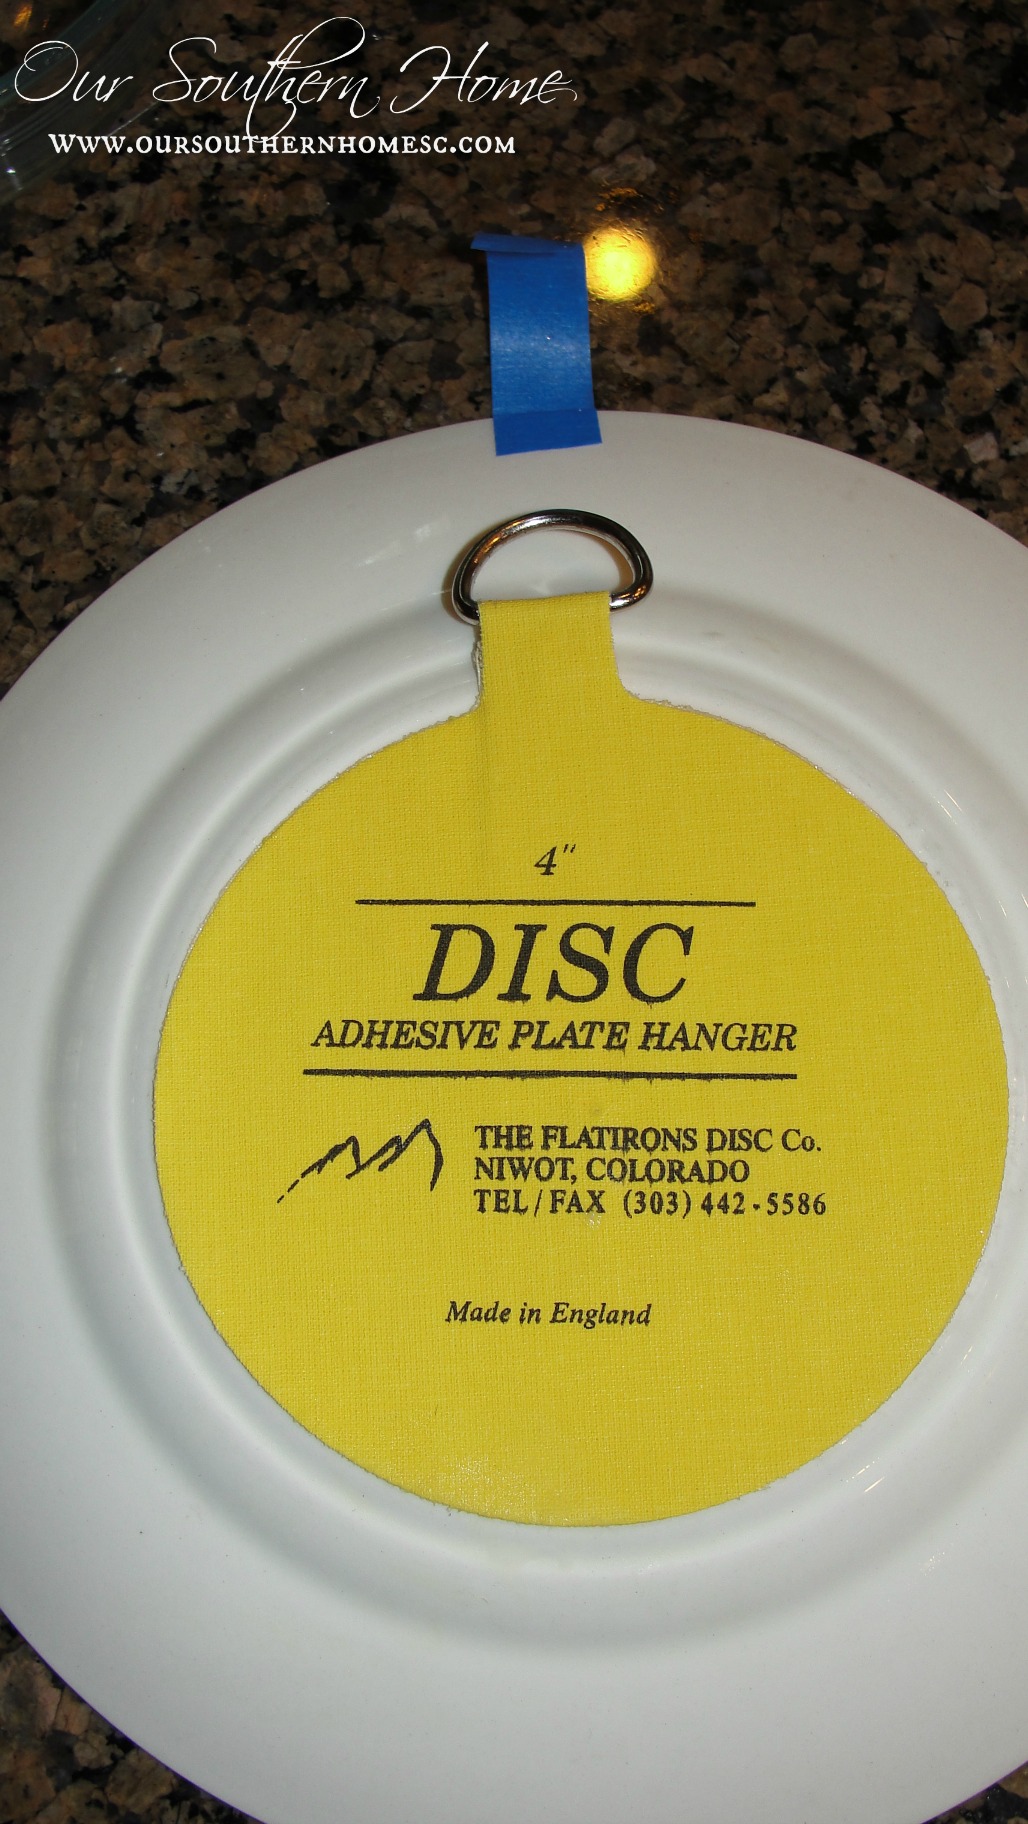 Our Southern Home
www.oursouthernhomesc.com
4"
DISC
ADHESIVE PLATE HANGER
THE FLATIRONS DISC Co.
NIWOT, COLORADO
TEL/FAX (303) 442-5586
Made in England